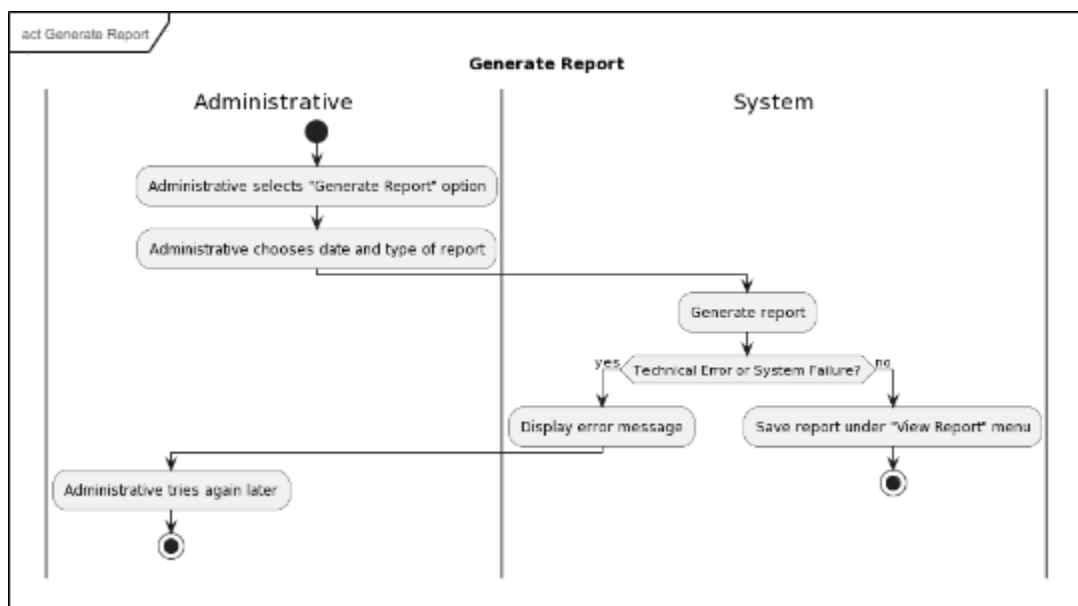 act Generate Report
Generate Report
Administrative
System
Administrative selects "Generate Report" option
Administrative chooses date and type of report
Generate report
yes
Technical Error or System Failure?
no
Display error message
Save report under "View Report" menu
Administrative tries again later